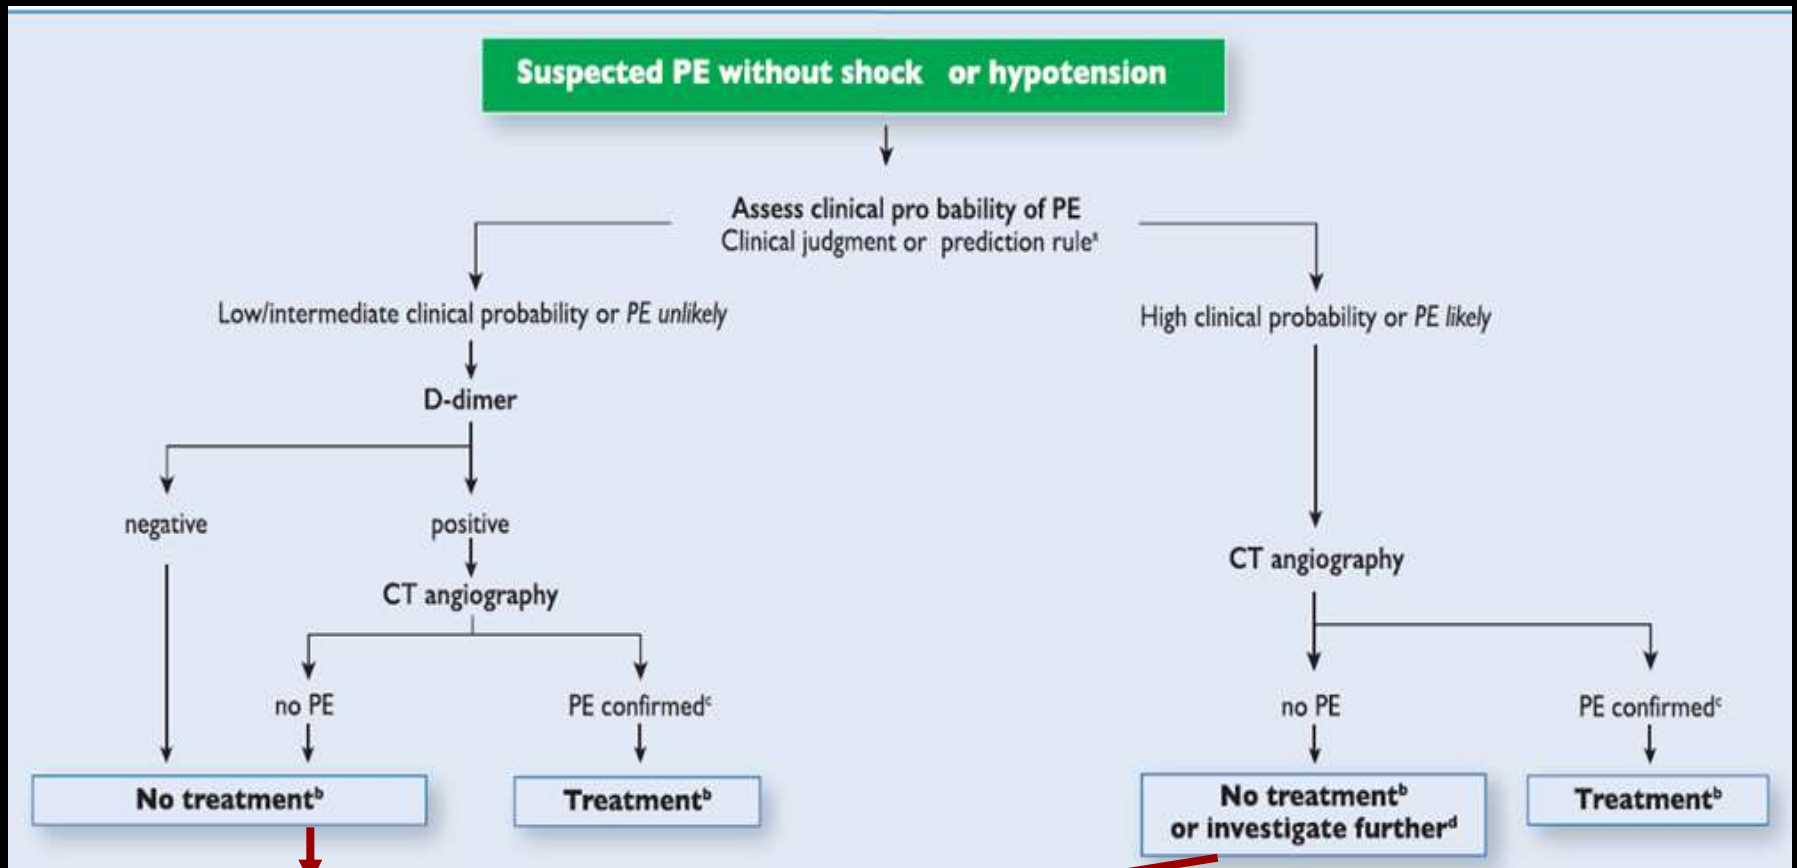 Suspected PE without shock or hypotension
Assess clinical pro bability of PE
Clinical judgment or prediction ruleª
Low/intermediate clinical probability or PE unlikely
High clinical probability or PE likely
D-dimer
negative
positive
CT angiography
CT angiography
no PE
PE confirmedᶜ
no PE
PE confirmedᶜ
No treatmentᵇ
Treatmentᵇ
No treatmentᵇ
or investigate furtherᵈ
Treatmentᵇ